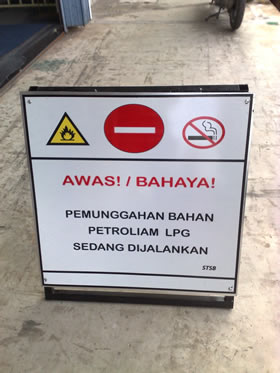 AWAS! / BAHAYA!
PEMUNGGAHAN BAHAN
PETROLIAM LPG
SEDANG DIJALANKAN
STSB